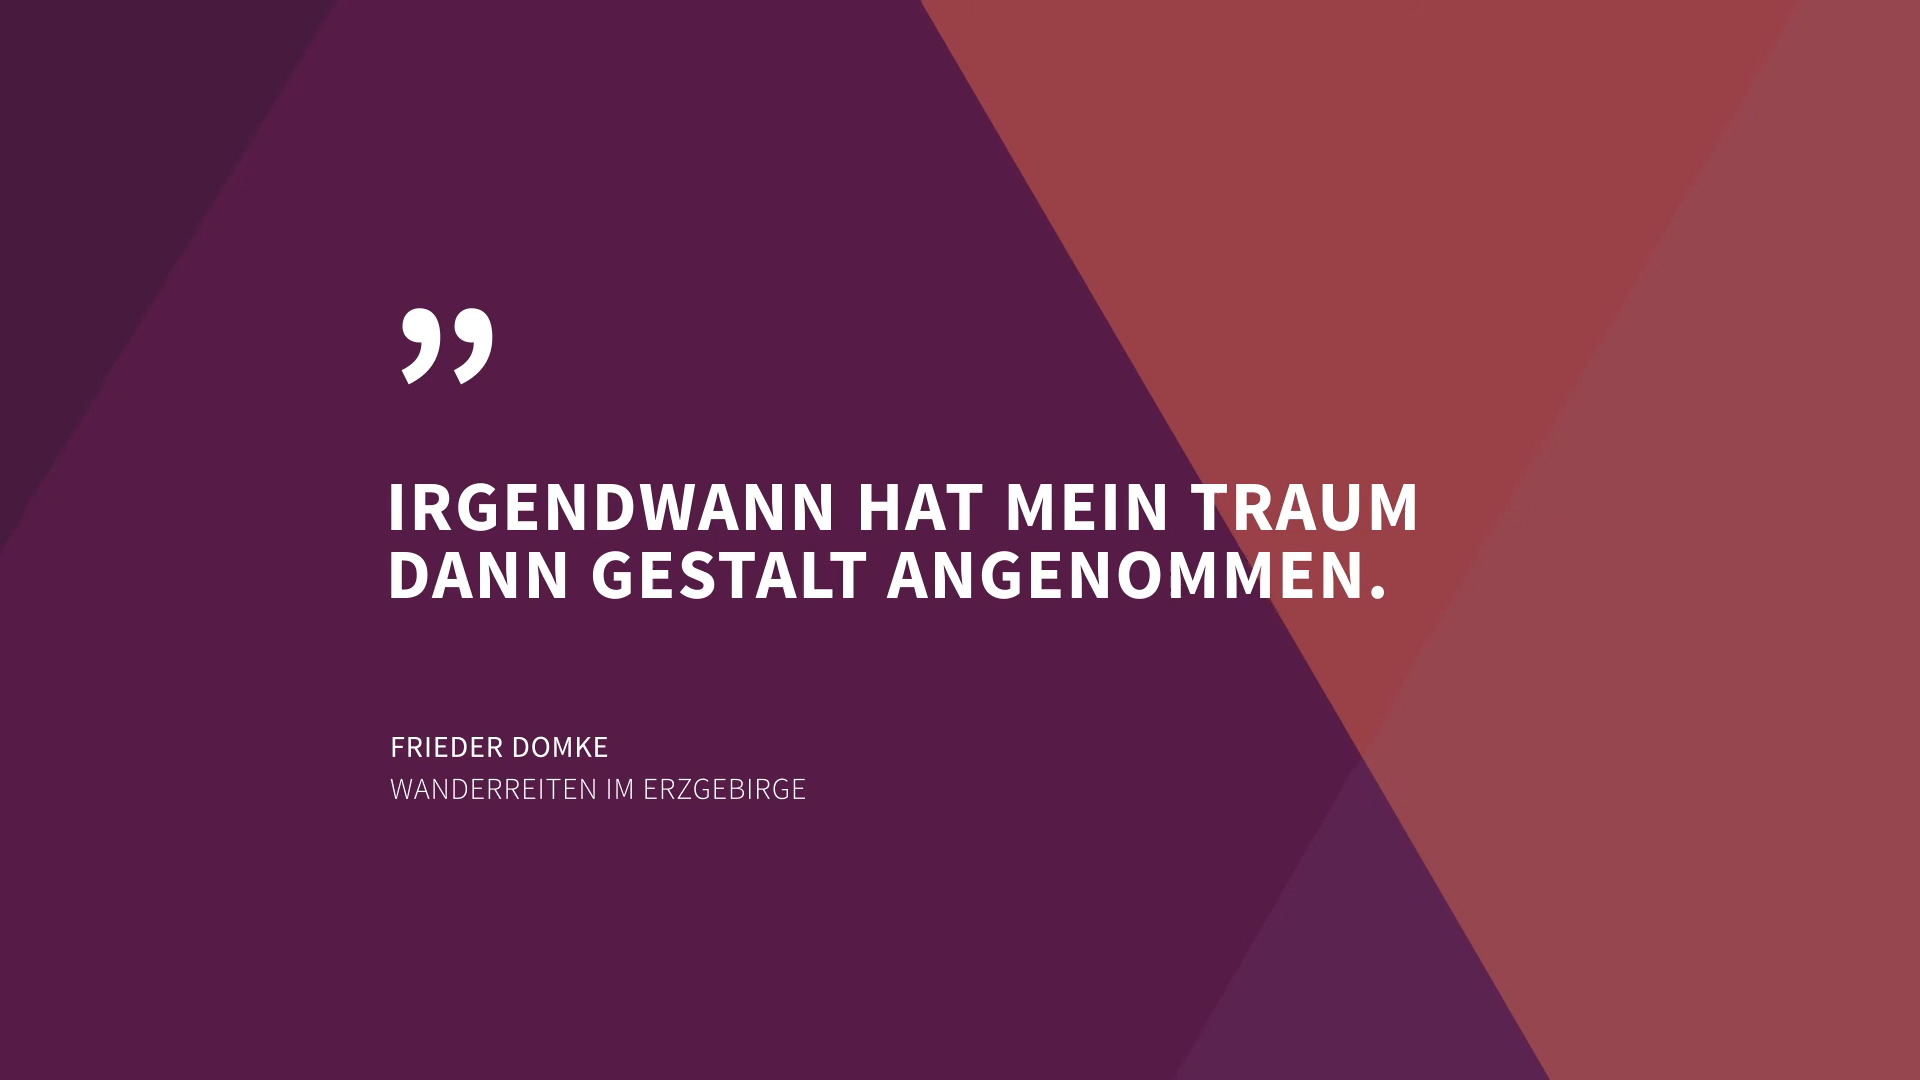 ”
IRGENDWANN HAT MEIN TRAUM
DANN GESTALT ANGENOMMEN.
FRIEDER DOMKE
WANDERREITEN IM ERZGEBIRGE